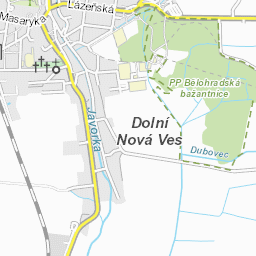 Lázeňská
Masaryka
PP Bělohradská
bažantnice
Javorka
Dolní
Nová Ves
Dubovec